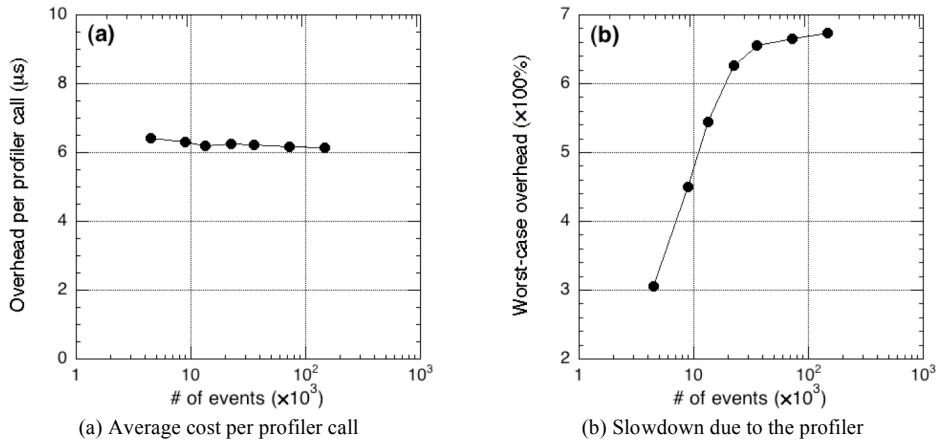 (a)
Overhead per profiler call (μs)
10
8
6
4
2
0
1
10
10²
10³
# of events (×10³)
(a) Average cost per profiler call
(b)
Worst-case overhead (×100%)
7
6
5
4
3
2
1
10
10²
10³
# of events (×10³)
(b) Slowdown due to the profiler